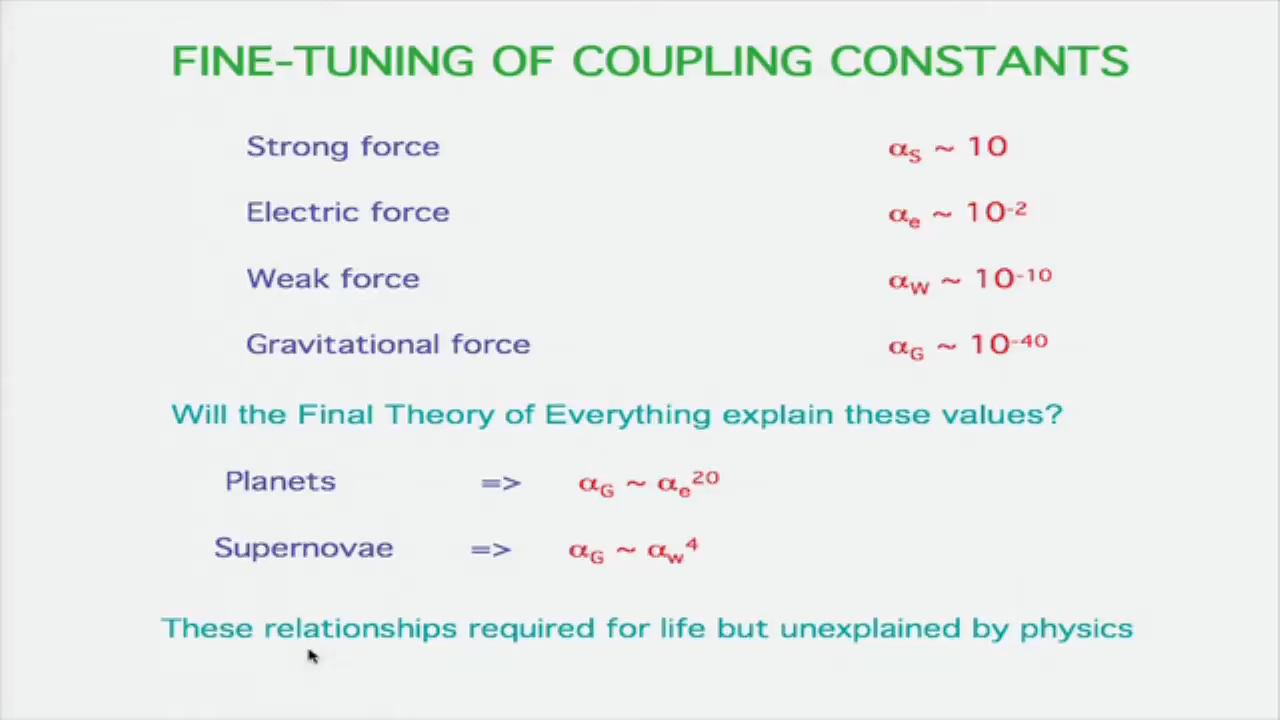 FINE-TUNING OF COUPLING CONSTANTS
Strong force αS ~ 10
Electric force αe ~ 10⁻²
Weak force αW ~ 10⁻¹⁰
Gravitational force αG ~ 10⁻⁴⁰
Will the Final Theory of Everything explain these values?
Planets => αG ~ αe²⁰
Supernovae => αG ~ αw⁴
These relationships required for life but unexplained by physics